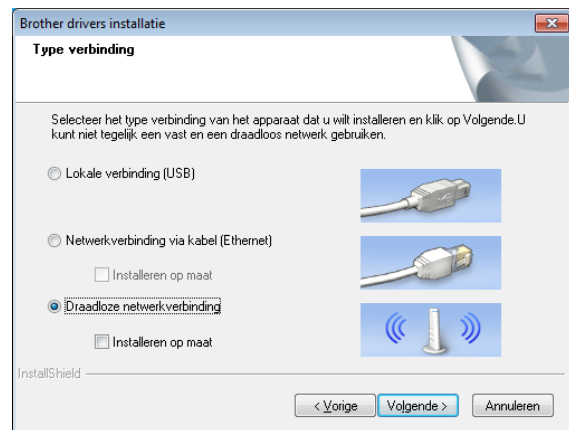 Brother drivers installatie
Type verbinding
Selecteer het type verbinding van het apparaat dat u wilt installeren en klik op Volgende.U
kunt niet tegelijk een vast en een draadloos netwerk gebruiken.
Lokale verbinding (USB)
Netwerkverbinding via kabel (Ethernet)
Installeren op maat
Draadloze netwerkverbinding
Installeren op maat
InstallShield
< Vorige
Volgende >
Annuleren